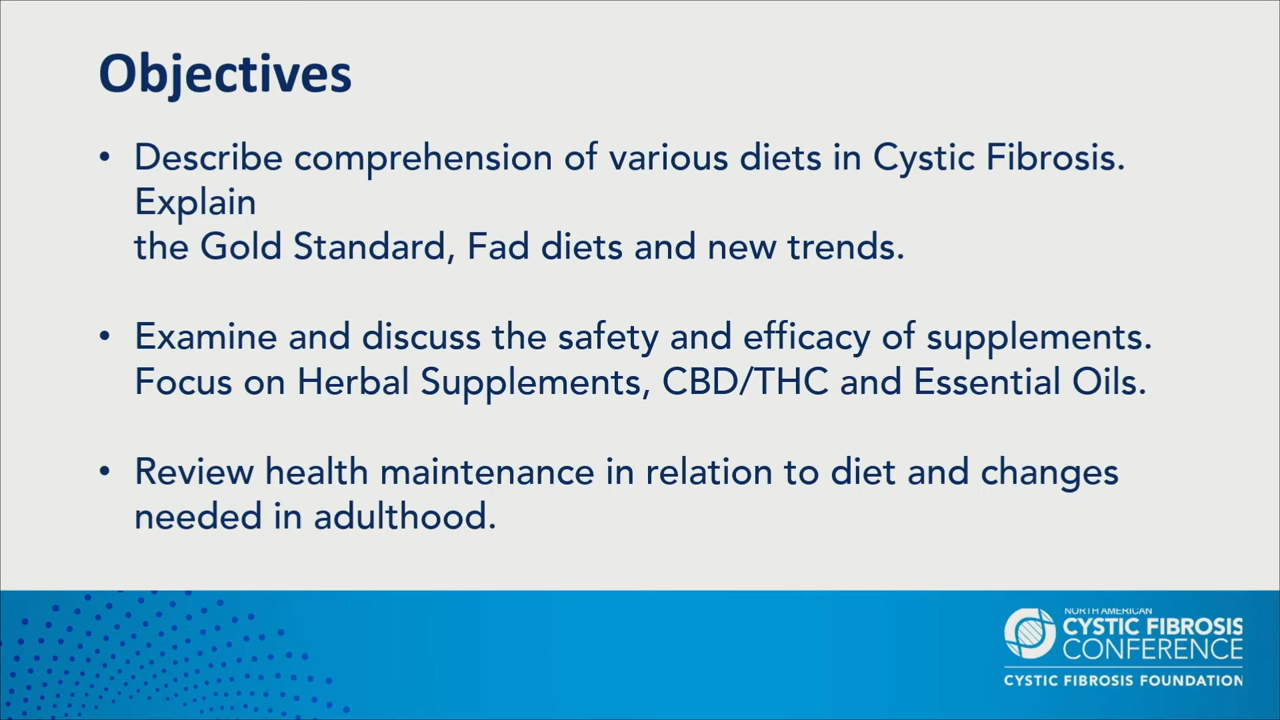 Objectives
• Describe comprehension of various diets in Cystic Fibrosis.
Explain
the Gold Standard, Fad diets and new trends.
• Examine and discuss the safety and efficacy of supplements.
Focus on Herbal Supplements, CBD/THC and Essential Oils.
• Review health maintenance in relation to diet and changes
needed in adulthood.
NORTH AMERICAN
CYSTIC FIBROSIS
CONFERENCE
CYSTIC FIBROSIS FOUNDATION